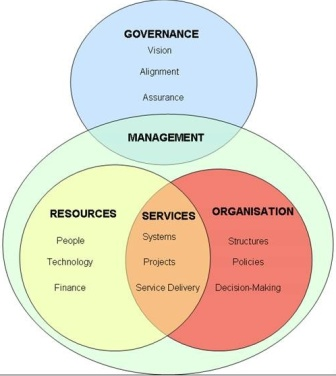 GOVERNANCE
Vision
Alignment
Assurance
MANAGEMENT
RESOURCES
People
Technology
Finance
SERVICES
Systems
Projects
Service Delivery
ORGANISATION
Structures
Policies
Decision-Making